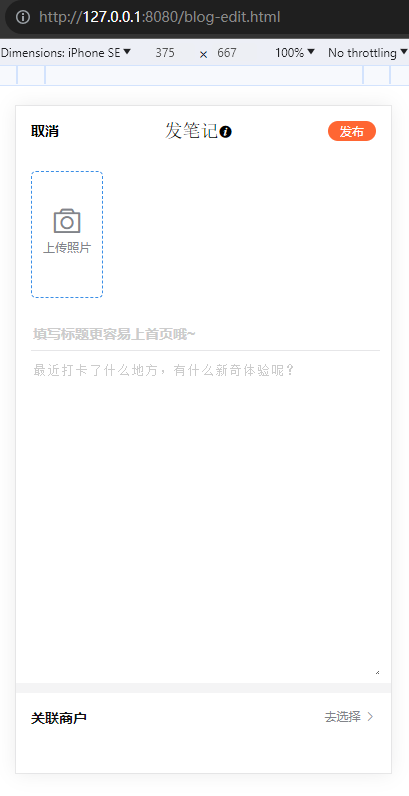 http://127.0.0.1:8080/blog-edit.html
Dimensions: iPhone SE 375 × 667 100% No throttling
取消 发笔记 发布
上传照片
填写标题更容易上首页哦~
最近打卡了什么地方，有什么新奇体验呢？
关联商户 去选择